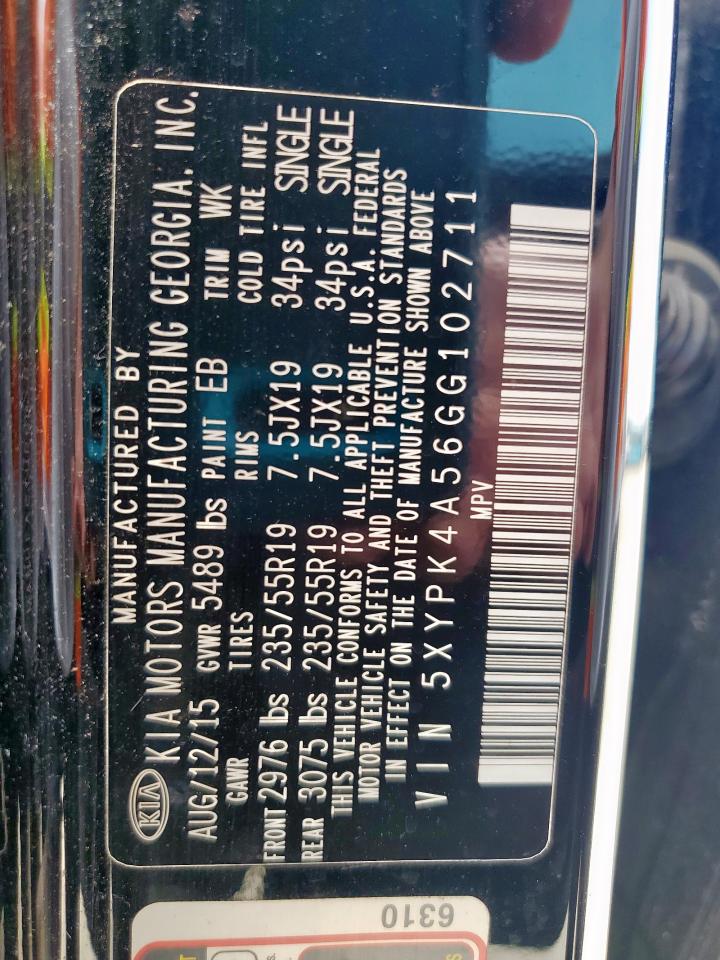 MANUFACTURED BY
KIA KIA MOTORS MANUFACTURING GEORGIA, INC.
AUG/12/15 GVWR 5489 lbs PAINT EB TRIM WK
GAWR TIRES RIMS COLD TIRE INFL
FRONT 2976 lbs 235/55R19 7.5JX19 34psi SINGLE
REAR 3075 lbs 235/55R19 7.5JX19 34psi SINGLE
THIS VEHICLE CONFORMS TO ALL APPLICABLE U.S.A. FEDERAL
MOTOR VEHICLE SAFETY AND THEFT PREVENTION STANDARDS
IN EFFECT ON THE DATE OF MANUFACTURE SHOWN ABOVE
VIN 5XYPK4A56GG102711
MPV
6310